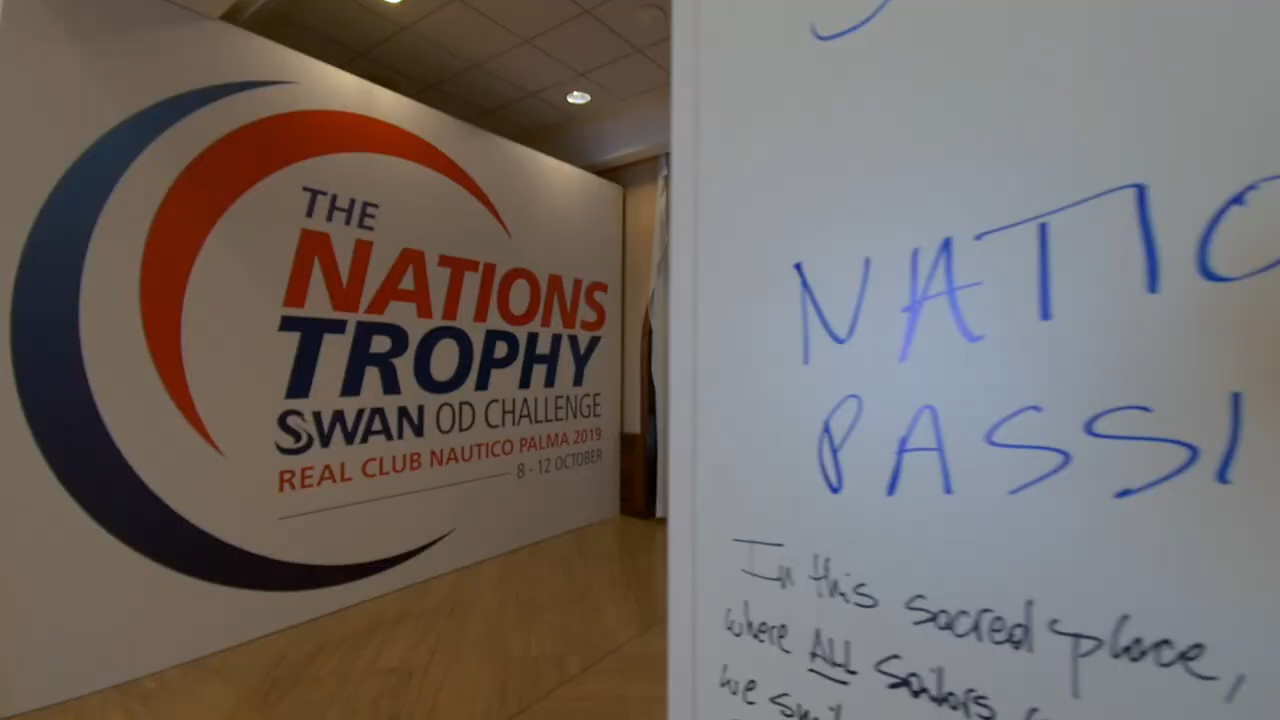 THE
NATIONS
TROPHY
SWAN OD CHALLENGE
REAL CLUB NAUTICO PALMA 2019
8 - 12 OCTOBER
NATIO
PASSI
In this sacred place,
where ALL Sailors
we